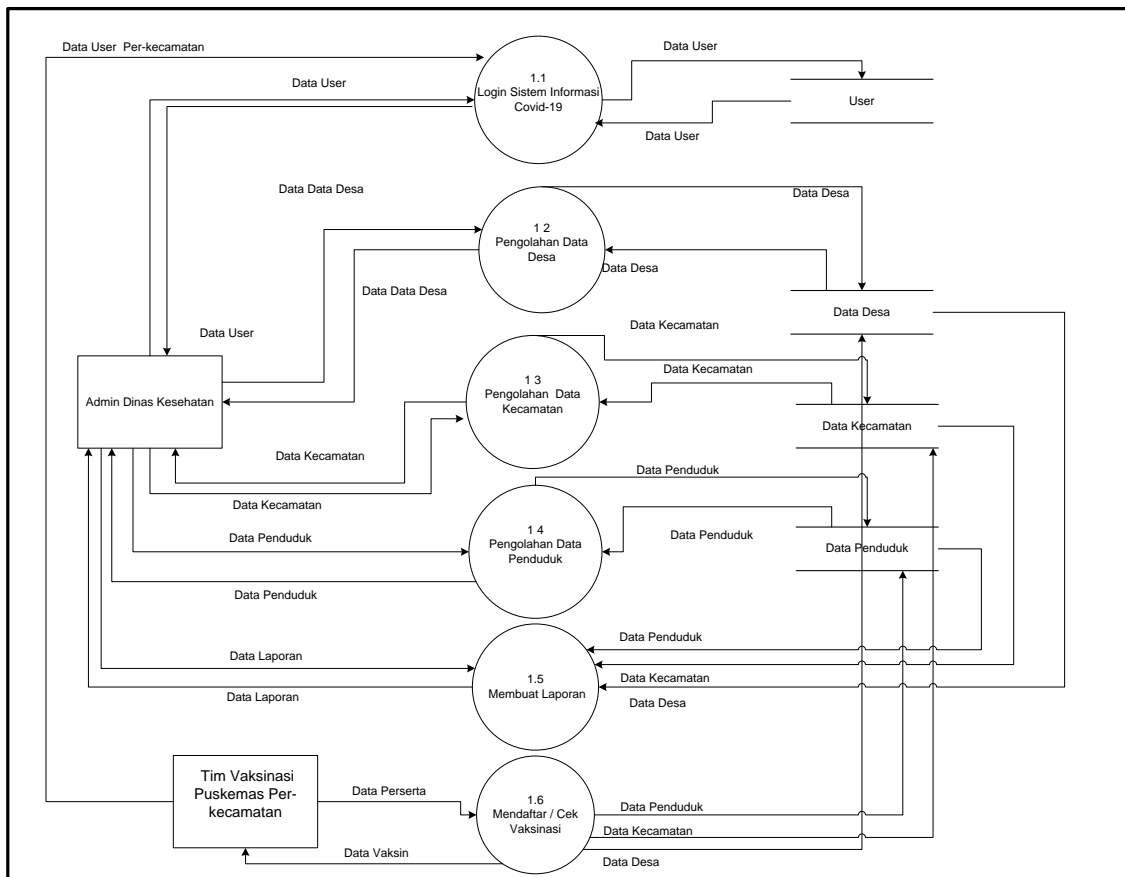 Data User Per-kecamatan
Data User
Data User
1.1
Login Sistem Informasi
Covid-19
User
Data User
Data Data Desa
Data Desa
1 2
Pengolahan Data
Desa
Data Desa
Data Data Desa
Data Desa
Data User
Data Kecamatan
1 3
Pengolahan Data
Kecamatan
Data Kecamatan
Admin Dinas Kesehatan
Data Kecamatan
Data Kecamatan
Data Kecamatan
Data Penduduk
1 4
Pengolahan Data
Penduduk
Data Penduduk
Data Penduduk
Data Penduduk
Data Penduduk
Data Penduduk
Data Laporan
1.5
Membuat Laporan
Data Kecamatan
Data Laporan
Data Desa
Tim Vaksinasi
Puskemas Per-
kecamatan
Data Perserta
1.6
Mendaftar / Cek
Vaksinasi
Data Penduduk
Data Kecamatan
Data Vaksin
Data Desa